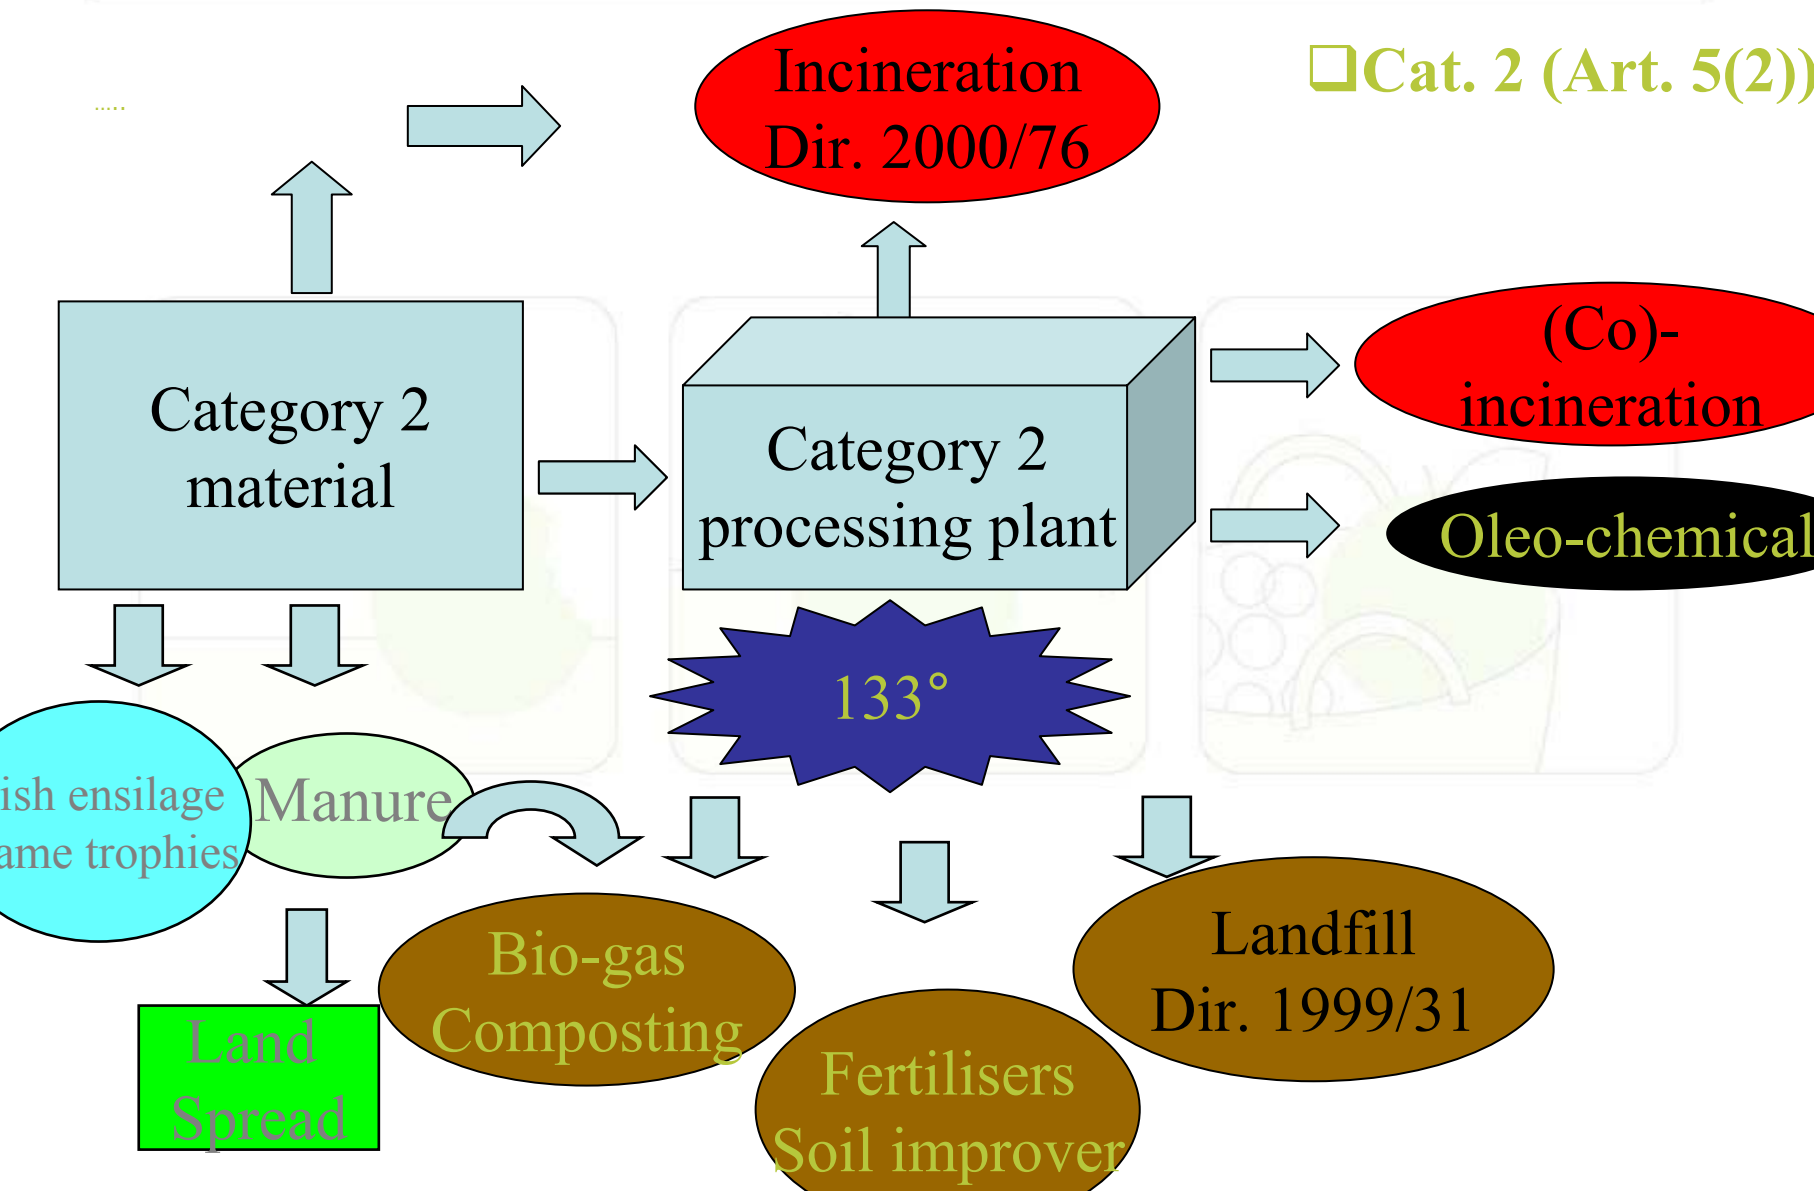 Incineration
Dir. 2000/76
❑Cat. 2 (Art. 5(2))
…..
Category 2
material
Category 2
processing plant
(Co)-
incineration
Oleo-chemical
133°
ish ensilage
ame trophies
Manure
Bio-gas
Composting
Landfill
Dir. 1999/31
Land
Spread
Fertilisers
Soil improver